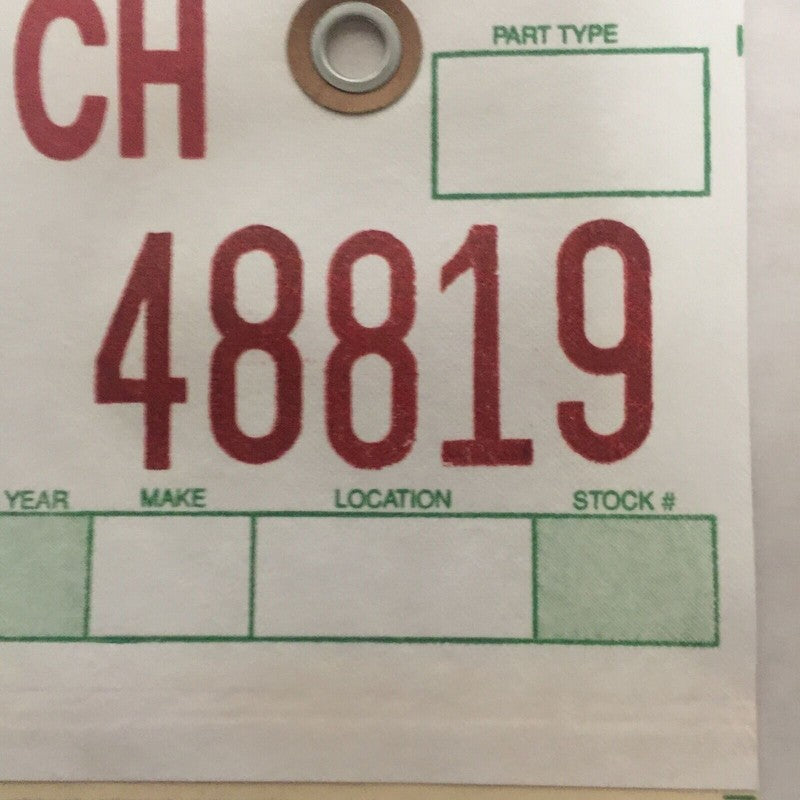 CH
PART TYPE
48819
YEAR MAKE LOCATION STOCK #